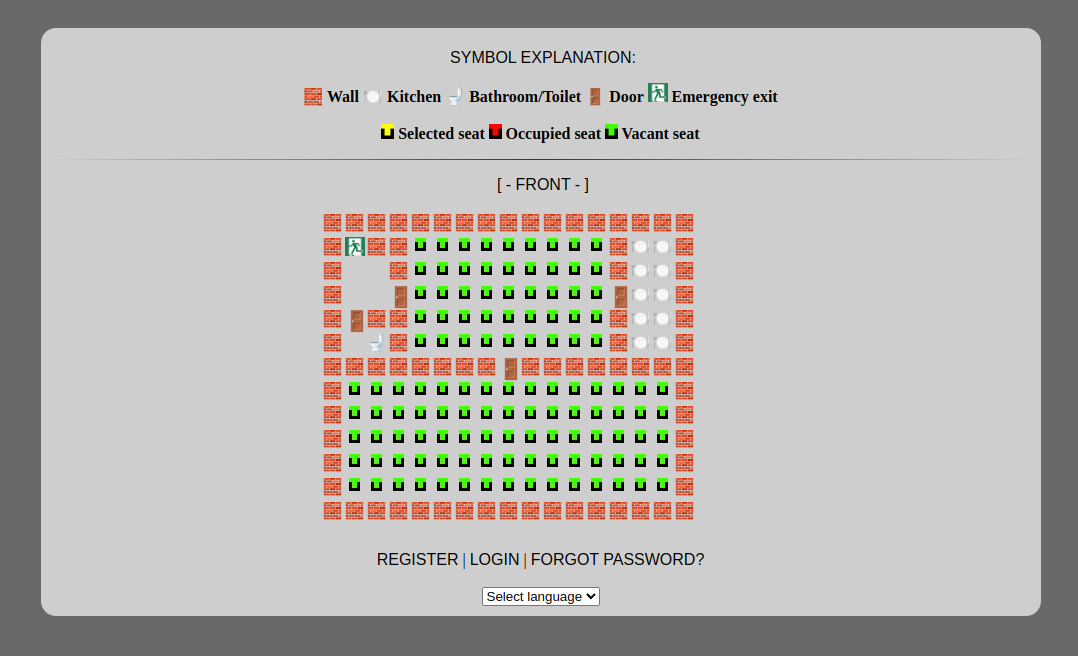 SYMBOL EXPLANATION:
Wall Kitchen Bathroom/Toilet Door Emergency exit
Selected seat Occupied seat Vacant seat
[ - FRONT - ]
REGISTER | LOGIN | FORGOT PASSWORD?
Select language